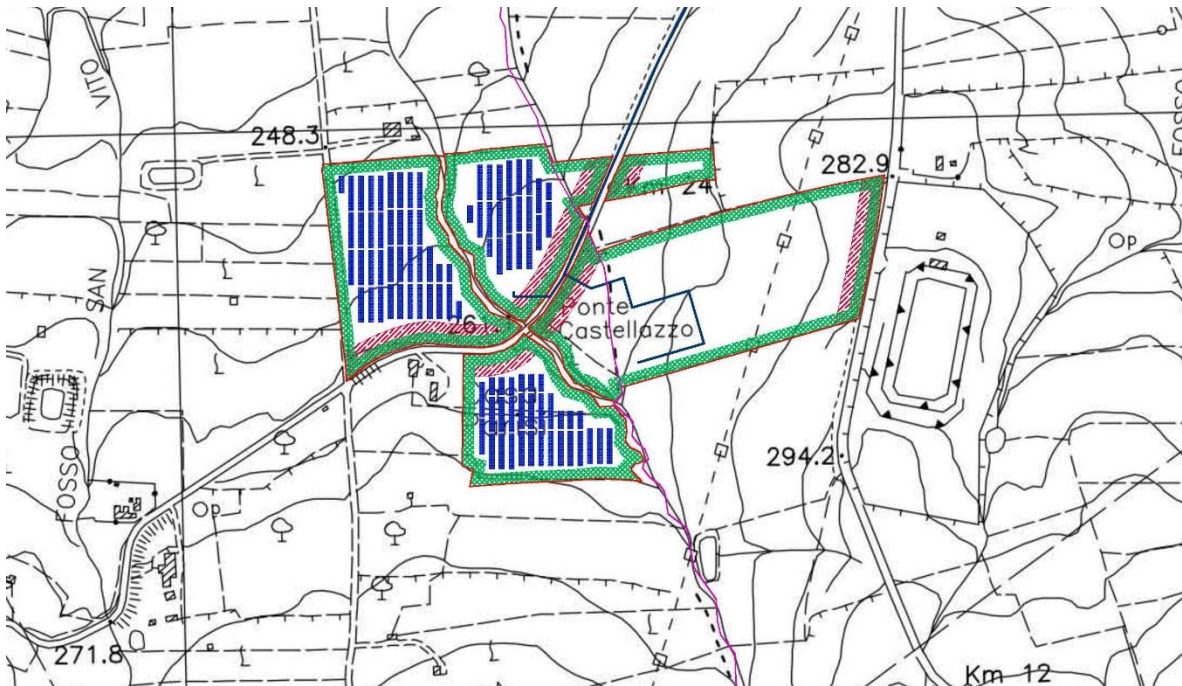 VITO
FOSSO
248.3
282.9
24
Op
SAN
Ponte
Castellazzo
26
294.2
FOSSO
Op
271.8
Km 12